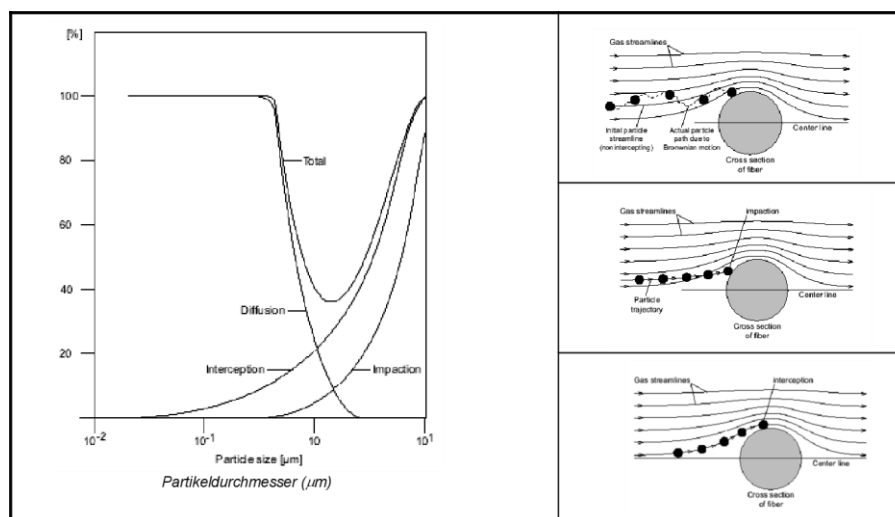 [%]
100
80
60
40
20
Total
Diffusion
Interception
Impaction
10-2
10-1
10
101
Particle size [µm]
Partikeldurchmesser (µm)
Gas streamlines
Initial particle
streamline
(non intercepting)
Actual particle
path due to
Bronwnian motion
Center line
Cross section
of fiber
Gas streamlines
impaction
Particle
trajectory
Center line
Cross section
of fiber
Gas streamlines
interception
Center line
Cross section
of fiber